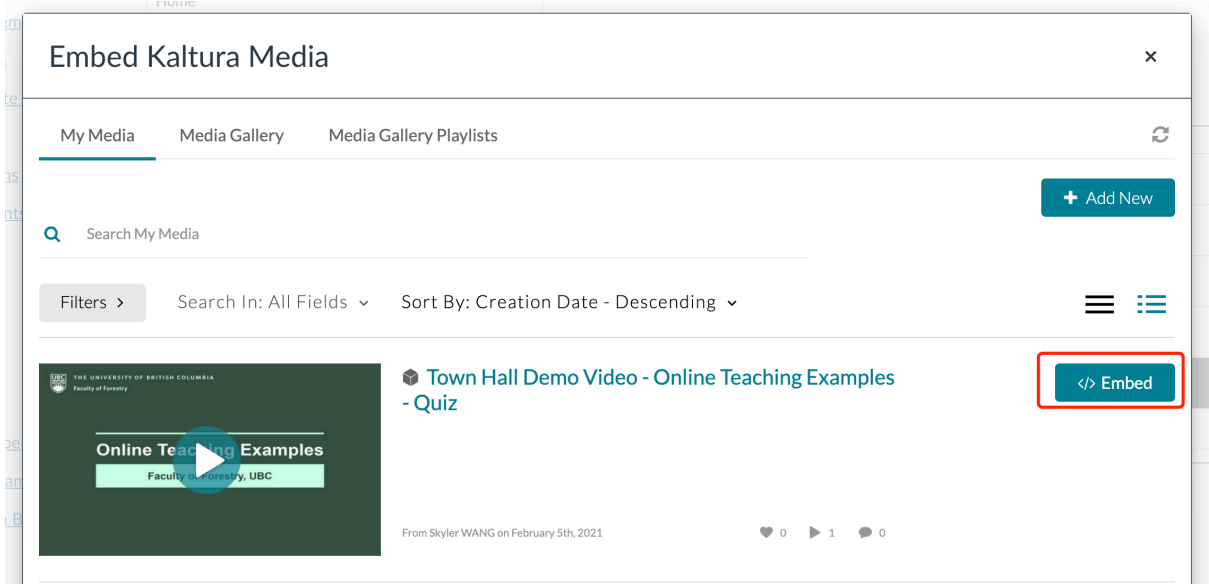 Home
Embed Kaltura Media
×
My Media Media Gallery Media Gallery Playlists
+ Add New
Search My Media
Filters > Search In: All Fields Sort By: Creation Date - Descending
UBC THE UNIVERSITY OF BRITISH COLUMBIA
Faculty of Forestry
Online Teaching Examples
Faculty of Forestry, UBC
Town Hall Demo Video - Online Teaching Examples
- Quiz
</> Embed
From Skyler WANG on February 5th, 2021 0 1 0